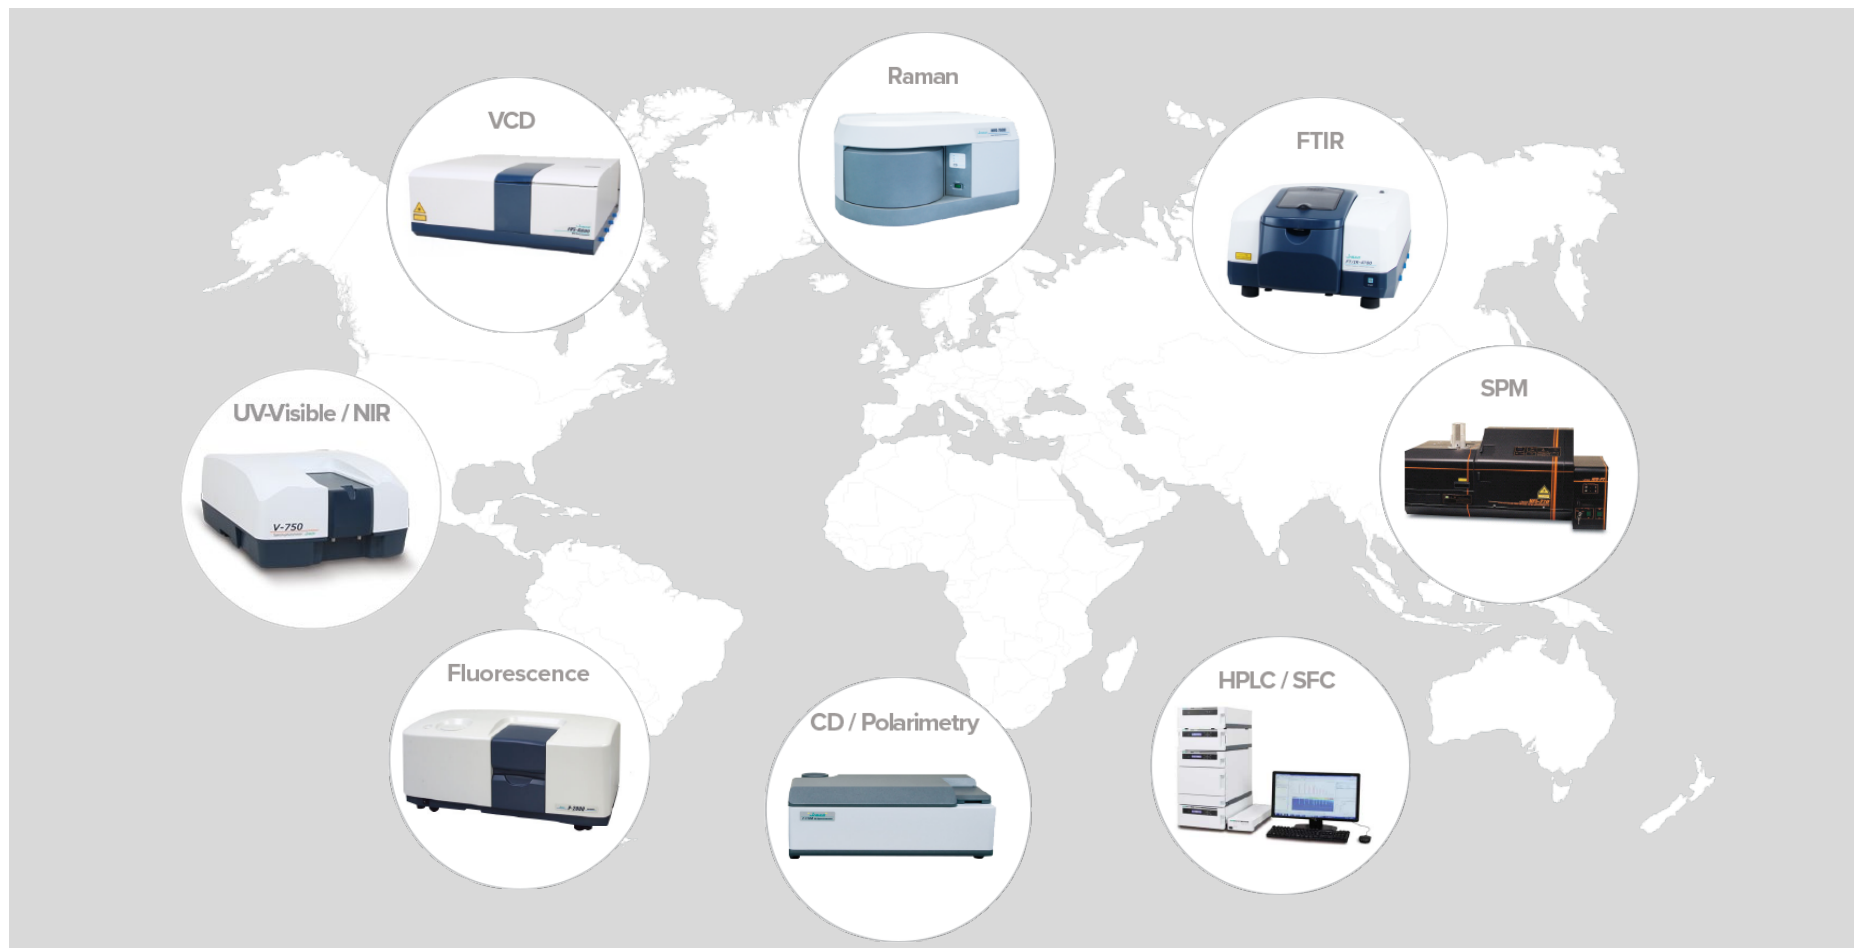 Raman
VCD
FTIR
SPM
UV-Visible / NIR
V-750
Fluorescence
HPLC / SFC
CD / Polarimetry